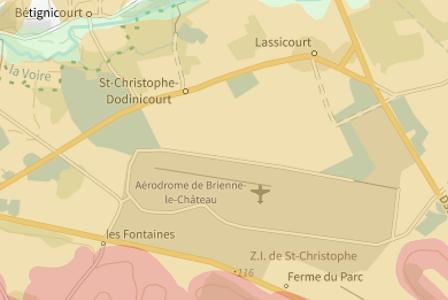 Bétignicourt
Lassicourt
la Voire
St-Christophe-
Dodinicourt
Aérodrome de Brienne-
le-Château
les Fontaines
Z.I. de St-Christophe
116
Ferme du Parc